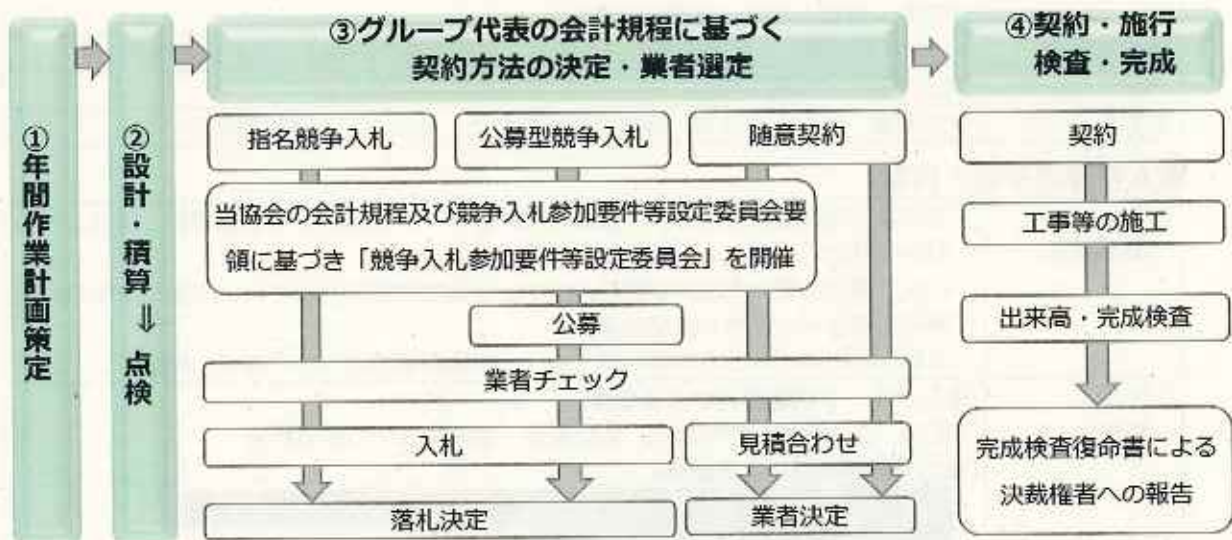 ①年間作業計画策定
②設計・積算⇒点検
③グループ代表の会計規程に基づく
契約方法の決定・業者選定
指名競争入札
公募型競争入札
随意契約
当協会の会計規程及び競争入札参加要件等設定委員会要
領に基づき「競争入札参加要件等設定委員会」を開催
公募
業者チェック
入札
見積合わせ
落札決定
業者決定
④契約・施行
検査・完成
契約
工事等の施工
出来高・完成検査
完成検査復命書による
決裁権者への報告